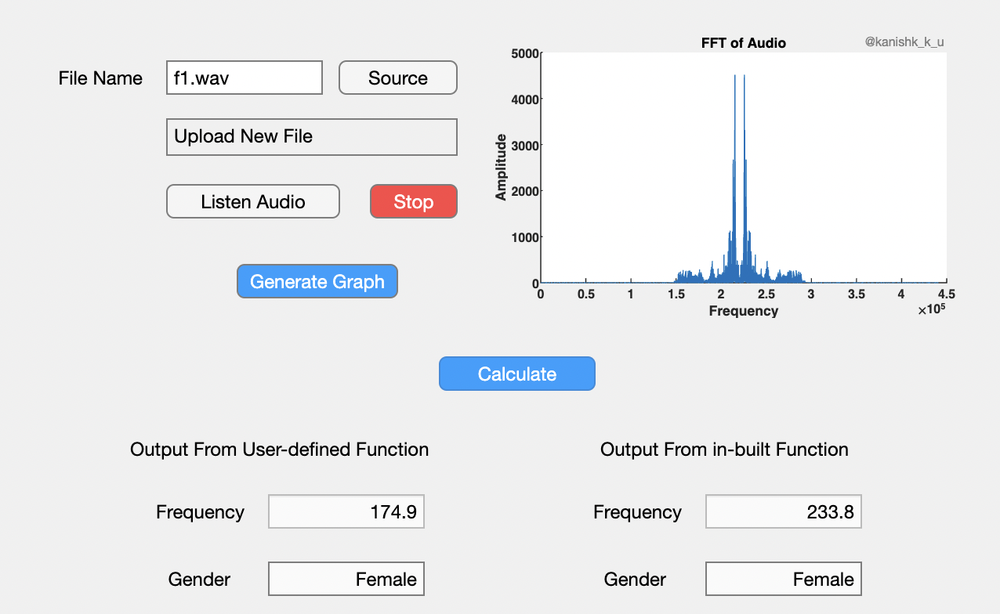 File Name
f1.wav
Source
Upload New File
Listen Audio
Stop
Generate Graph
FFT of Audio
@kanishk_k_u
Amplitude
5000
4000
3000
2000
1000
0
0 0.5 1 1.5 2 2.5 3 3.5 4 4.5
Frequency
×10⁵
Calculate
Output From User-defined Function
Frequency
174.9
Gender
Female
Output From in-built Function
Frequency
233.8
Gender
Female